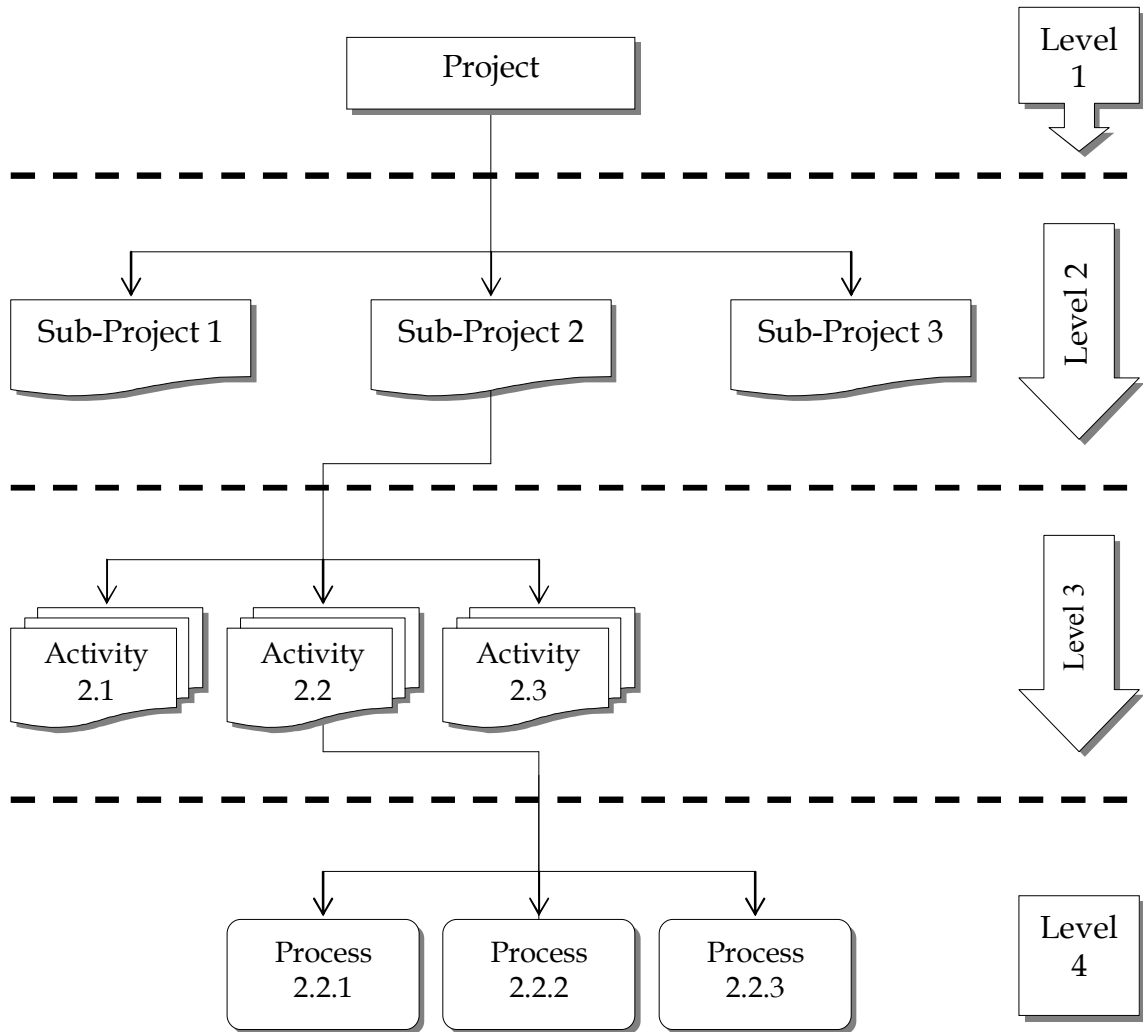 Project
Level
1
Sub-Project 1
Sub-Project 2
Sub-Project 3
Level 2
Activity
2.1
Activity
2.2
Activity
2.3
Level 3
Process
2.2.1
Process
2.2.2
Process
2.2.3
Level
4